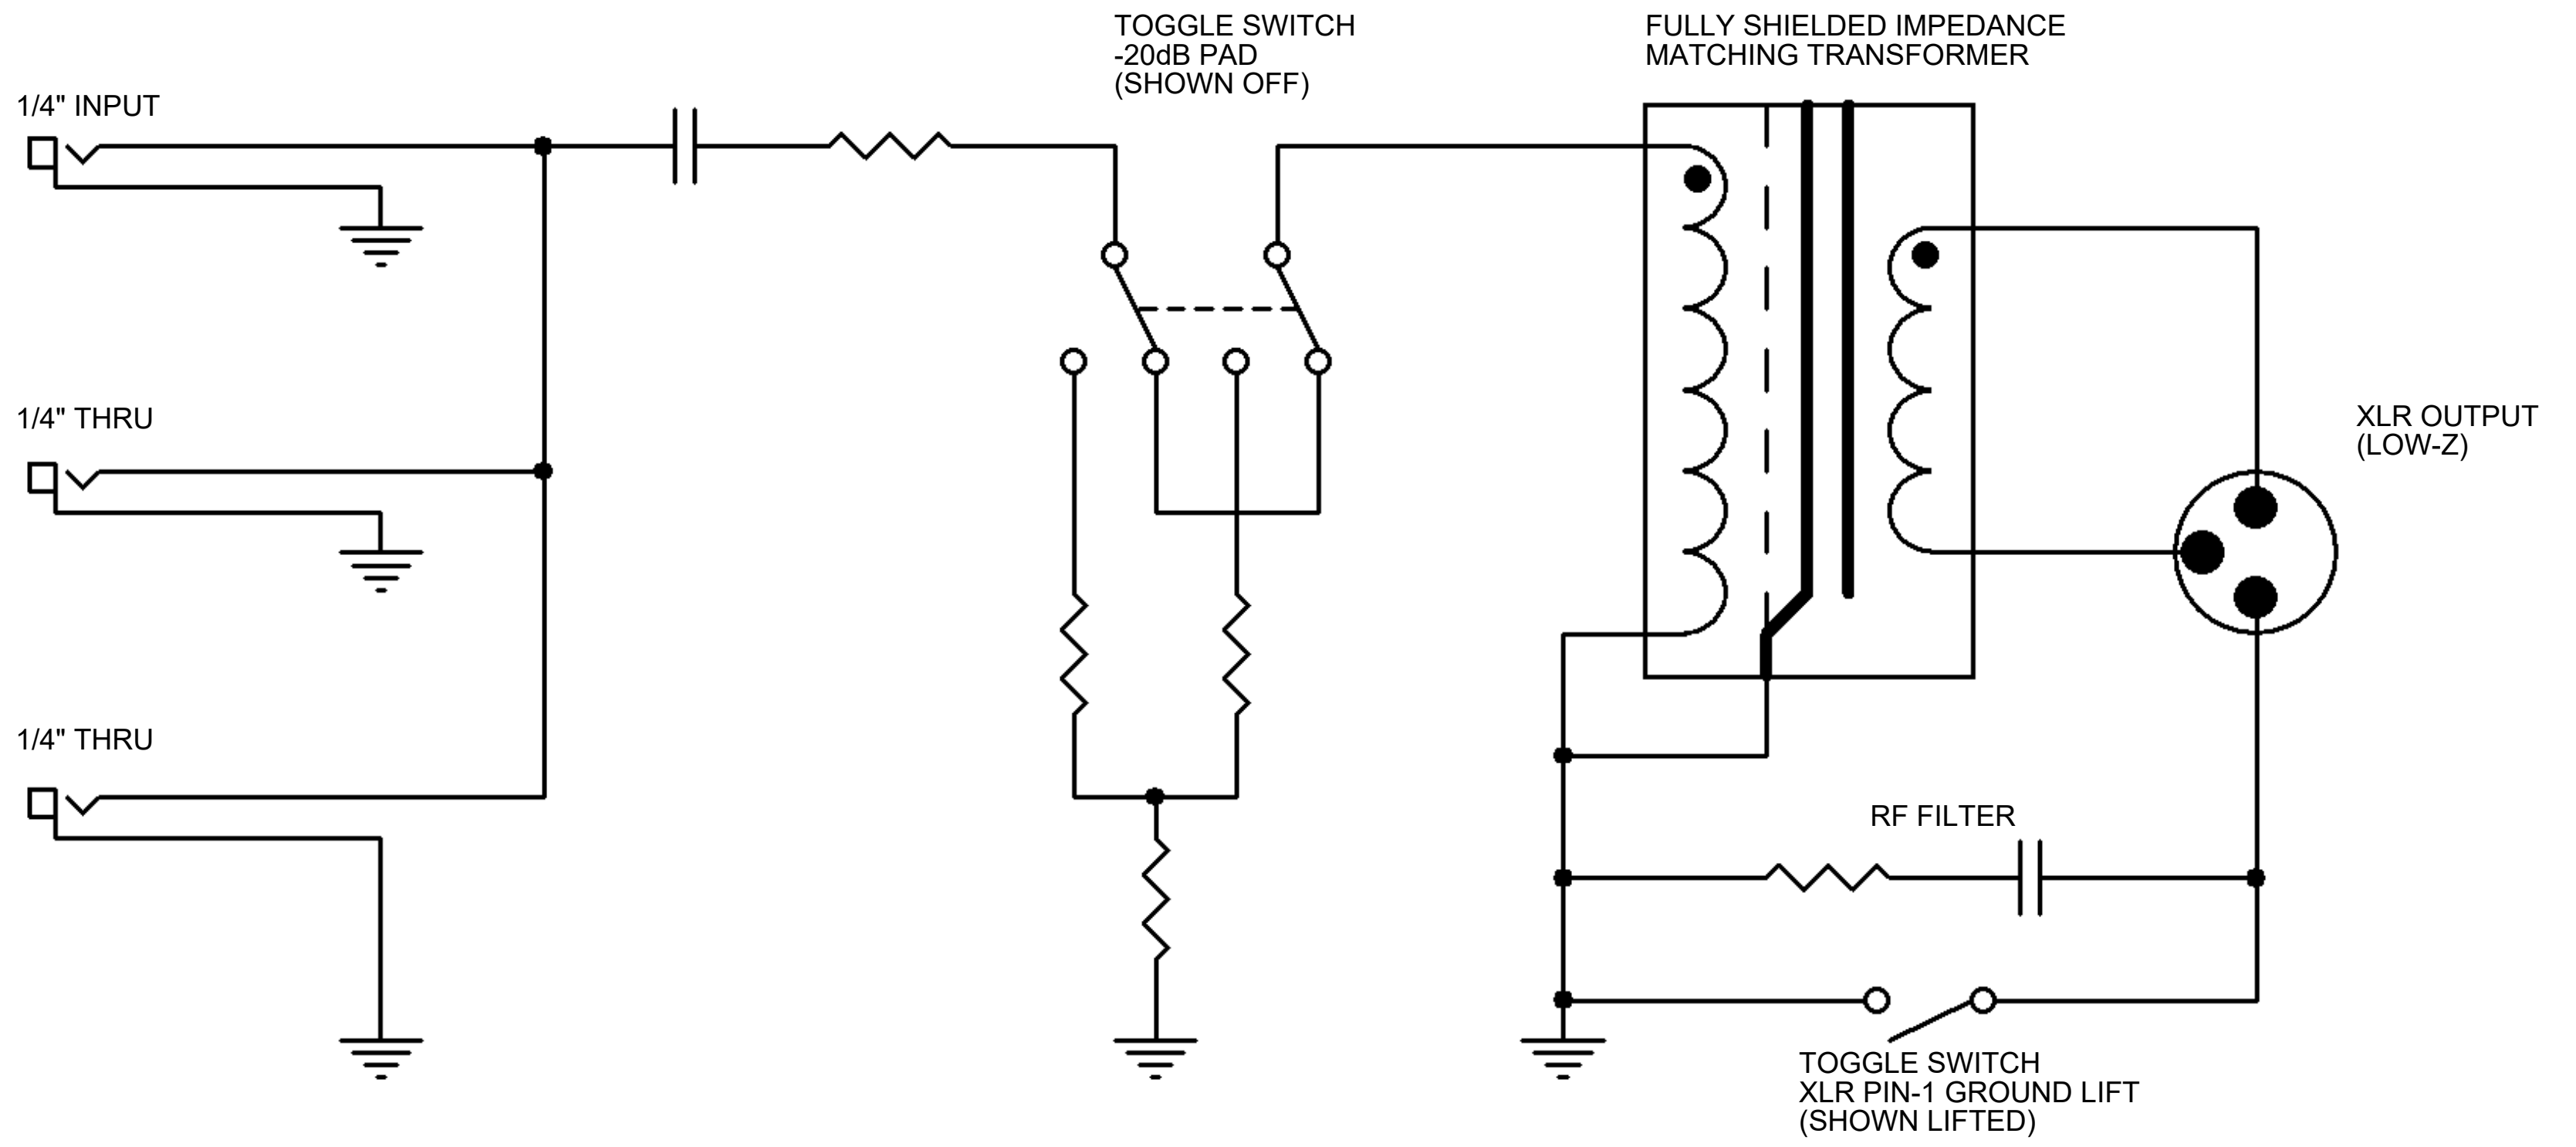 TOGGLE SWITCH
-20dB PAD
(SHOWN OFF)
FULLY SHIELDED IMPEDANCE
MATCHING TRANSFORMER
1/4" INPUT
1/4" THRU
XLR OUTPUT
(LOW-Z)
1/4" THRU
RF FILTER
TOGGLE SWITCH
XLR PIN-1 GROUND LIFT
(SHOWN LIFTED)